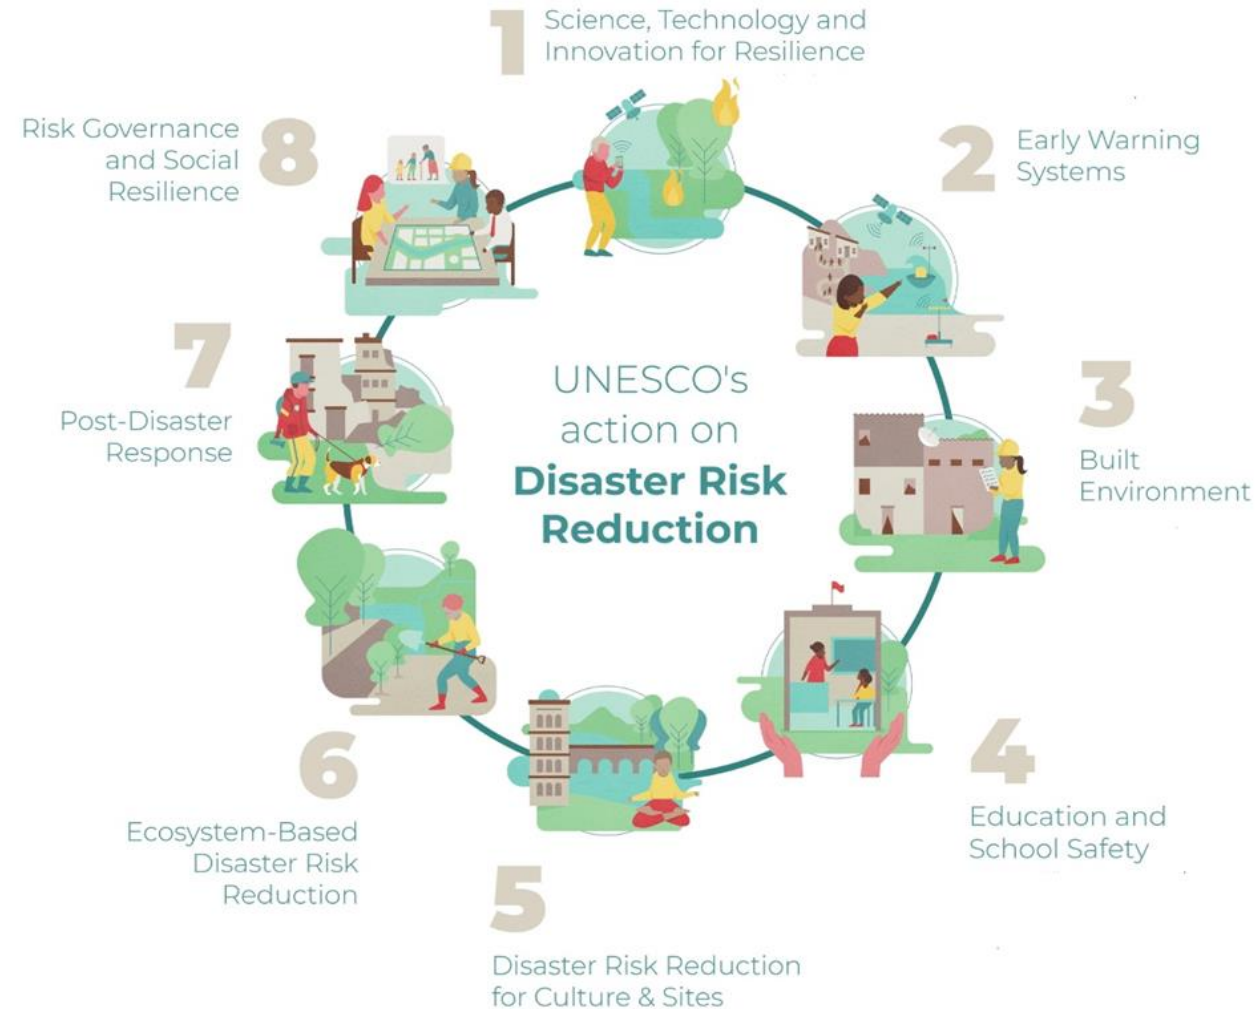 1
Science, Technology and
Innovation for Resilience
2
Early Warning
Systems
3
Built
Environment
4
Education and
School Safety
5
Disaster Risk Reduction
for Culture & Sites
6
Ecosystem-Based
Disaster Risk
Reduction
7
Post-Disaster
Response
8
Risk Governance
and Social
Resilience
UNESCO's
action on
Disaster Risk
Reduction